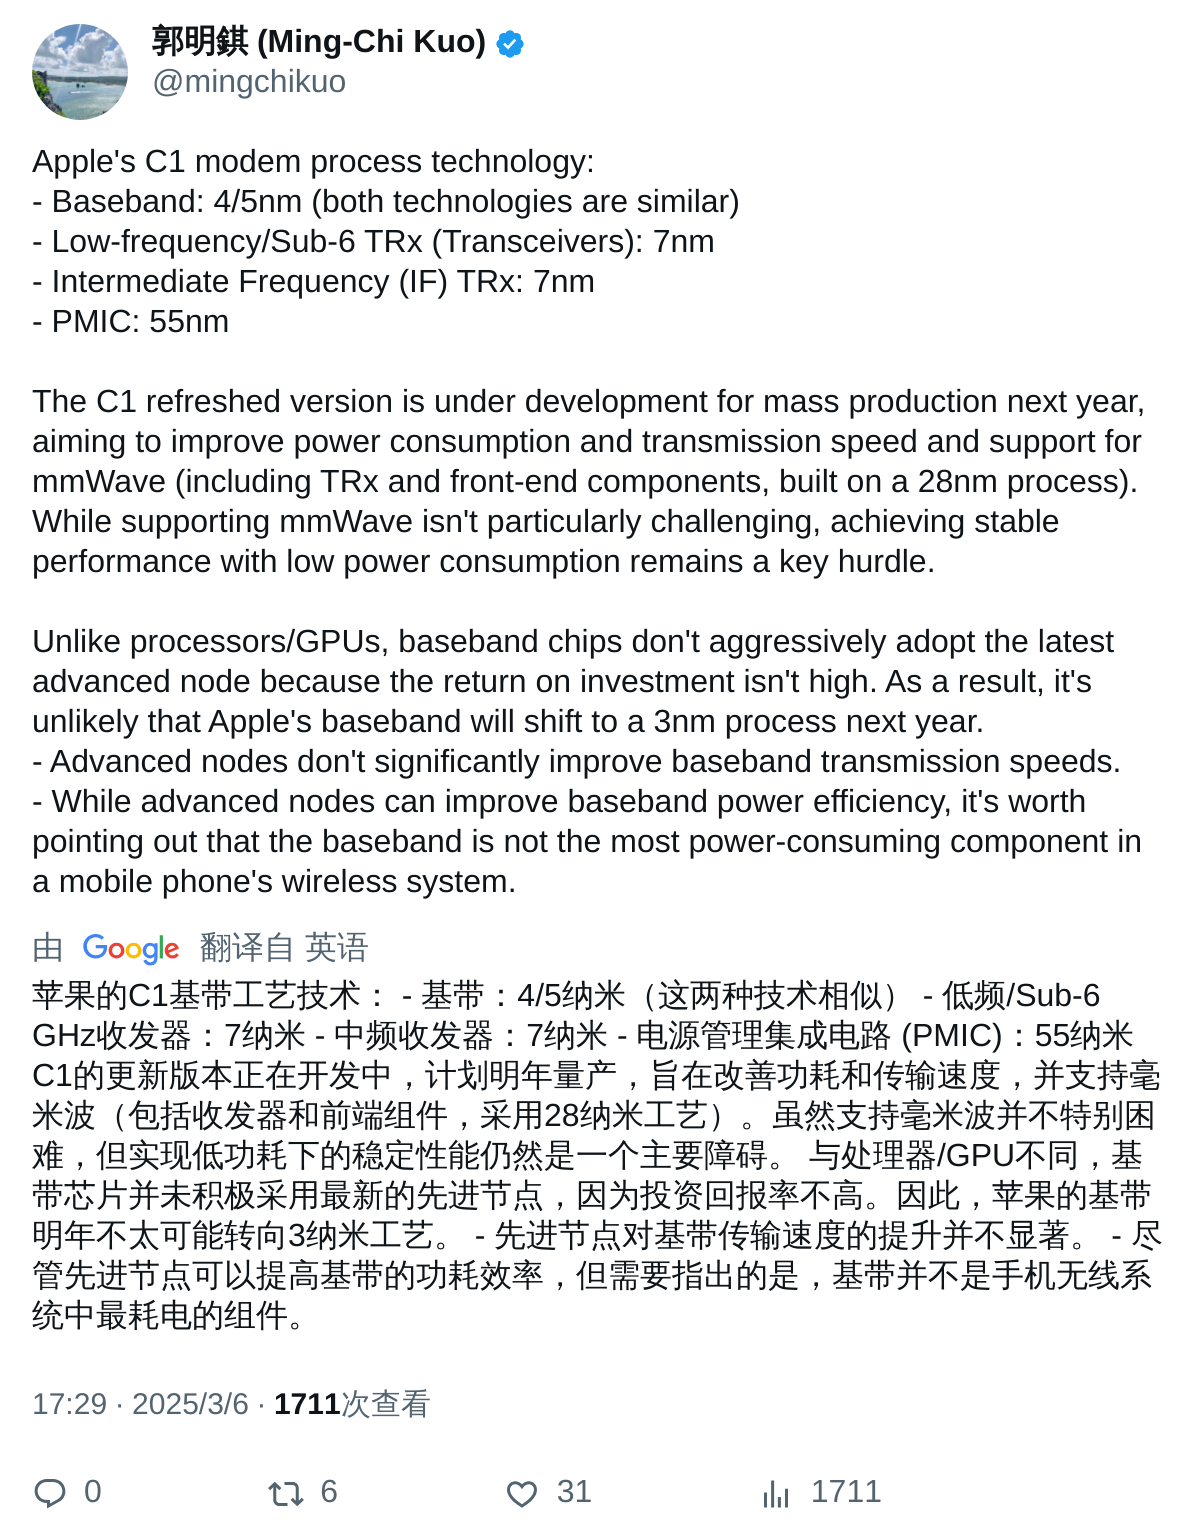 郭明錤 (Ming-Chi Kuo)
@mingchikuo
Apple's C1 modem process technology:
- Baseband: 4/5nm (both technologies are similar)
- Low-frequency/Sub-6 TRx (Transceivers): 7nm
- Intermediate Frequency (IF) TRx: 7nm
- PMIC: 55nm
The C1 refreshed version is under development for mass production next year,
aiming to improve power consumption and transmission speed and support for
mmWave (including TRx and front-end components, built on a 28nm process).
While supporting mmWave isn't particularly challenging, achieving stable
performance with low power consumption remains a key hurdle.
Unlike processors/GPUs, baseband chips don't aggressively adopt the latest
advanced node because the return on investment isn't high. As a result, it's
unlikely that Apple's baseband will shift to a 3nm process next year.
- Advanced nodes don't significantly improve baseband transmission speeds.
- While advanced nodes can improve baseband power efficiency, it's worth
pointing out that the baseband is not the most power-consuming component in
a mobile phone's wireless system.
由 Google 翻译自 英语
苹果的C1基带工艺技术： - 基带：4/5纳米（这两种技术相似） - 低频/Sub-6
GHz收发器：7纳米 - 中频收发器：7纳米 - 电源管理集成电路 (PMIC)：55纳米
C1的更新版本正在开发中，计划明年量产，旨在改善功耗和传输速度，并支持毫
米波（包括收发器和前端组件，采用28纳米工艺）。虽然支持毫米波并不特别困
难，但实现低功耗下的稳定性能仍然是一个主要障碍。 与处理器/GPU不同，基
带芯片并未积极采用最新的先进节点，因为投资回报率不高。因此，苹果的基带
明年不太可能转向3纳米工艺。 - 先进节点对基带传输速度的提升并不显著。 - 尽
管先进节点可以提高基带的功耗效率，但需要指出的是，基带并不是手机无线系
统中最耗电的组件。
17:29 · 2025/3/6 · 1711次查看
0 6 31 1711